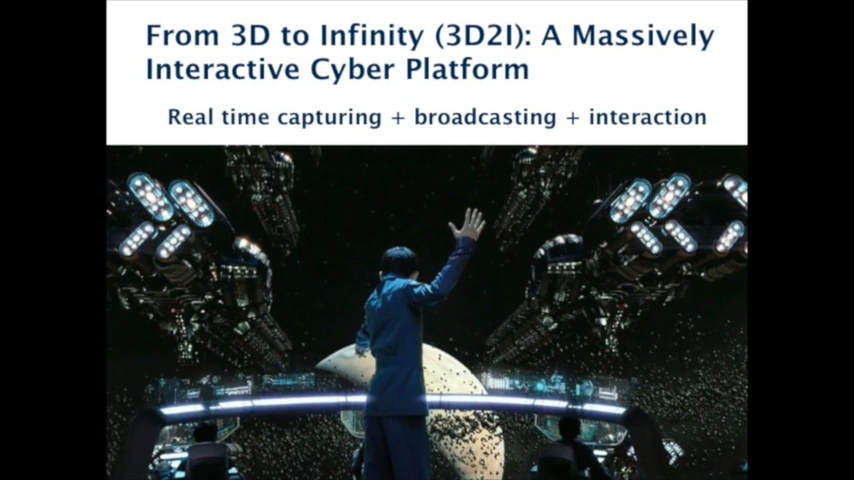 From 3D to Infinity (3D2I): A Massively
Interactive Cyber Platform
Real time capturing + broadcasting + interaction